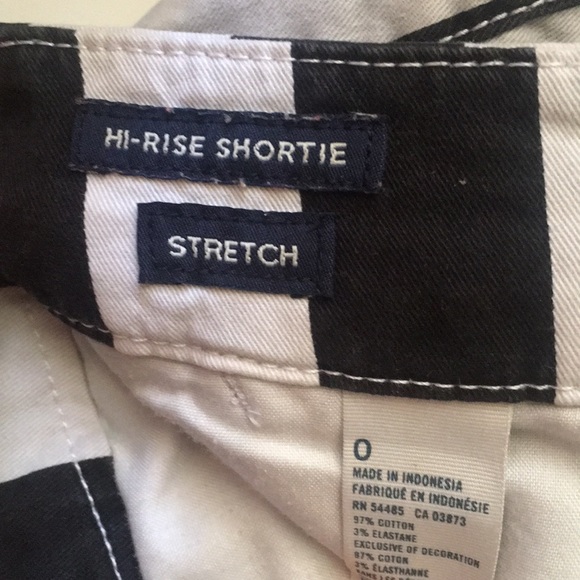 HI-RISE SHORTIE
STRETCH
0
MADE IN INDONESIA
FABRIQUÉ EN INDONÉSIE
RN 54485 CA 03873
97% COTTON
3% ELASTANE
EXCLUSIVE OF DECORATION
97% COTON
3% ÉLASTHANNE